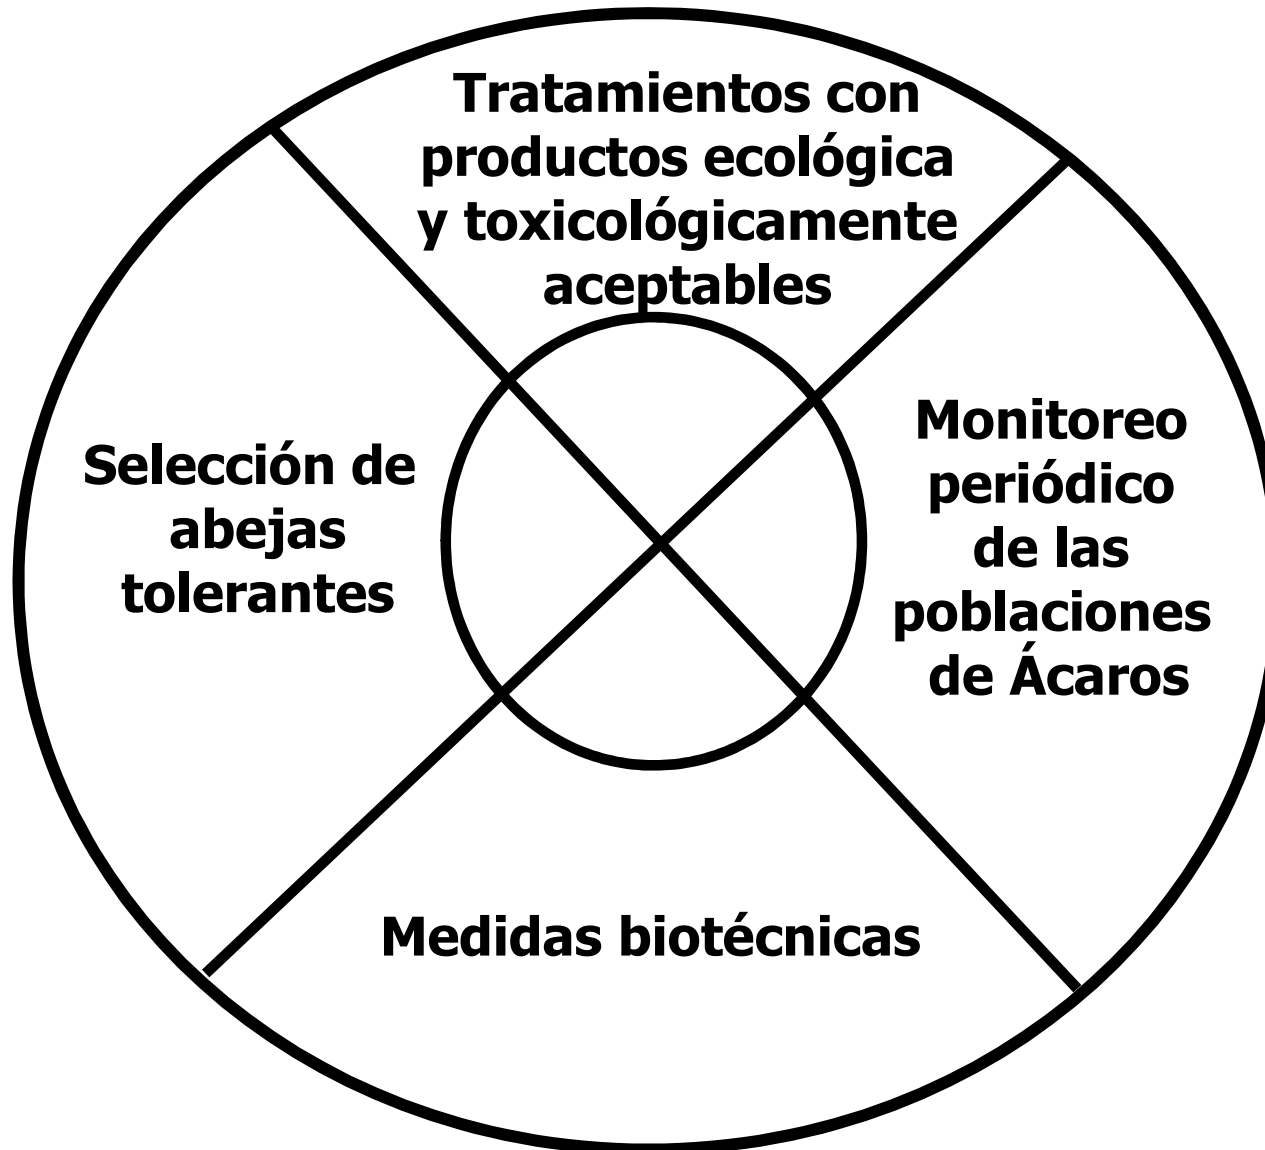 Tratamientos con
productos ecológica
y toxicológicamente
aceptables
Selección de
abejas
tolerantes
Monitoreo
periódico
de las
poblaciones
de Ácaros
Medidas biotécnicas